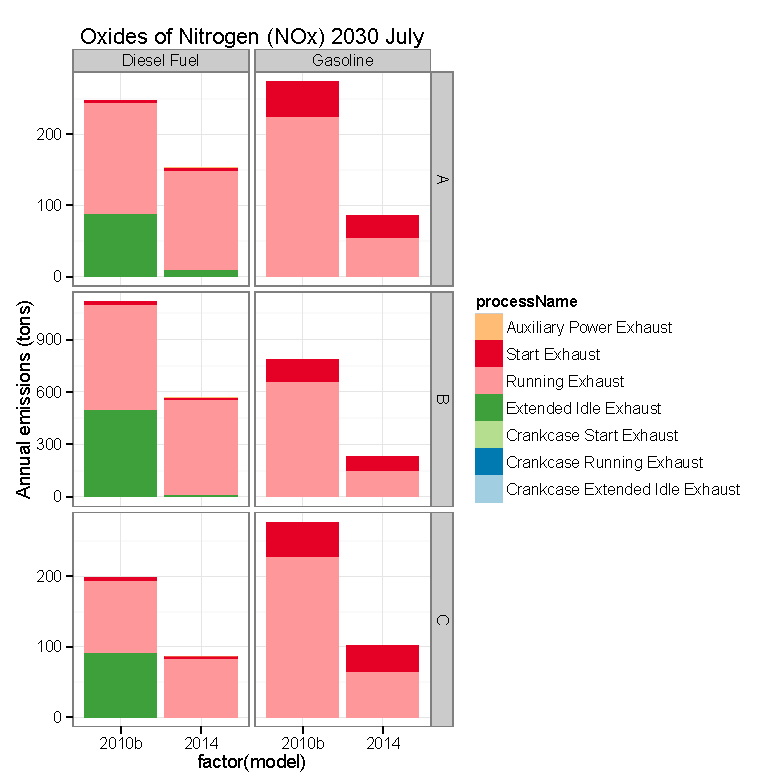 Oxides of Nitrogen (NOx) 2030 July
Diesel Fuel
Gasoline
200
100
0
A
900
600
300
0
B
200
100
0
C
2010b
2014
2010b
2014
factor(model)
Annual emissions (tons)
processName
Auxiliary Power Exhaust
Start Exhaust
Running Exhaust
Extended Idle Exhaust
Crankcase Start Exhaust
Crankcase Running Exhaust
Crankcase Extended Idle Exhaust